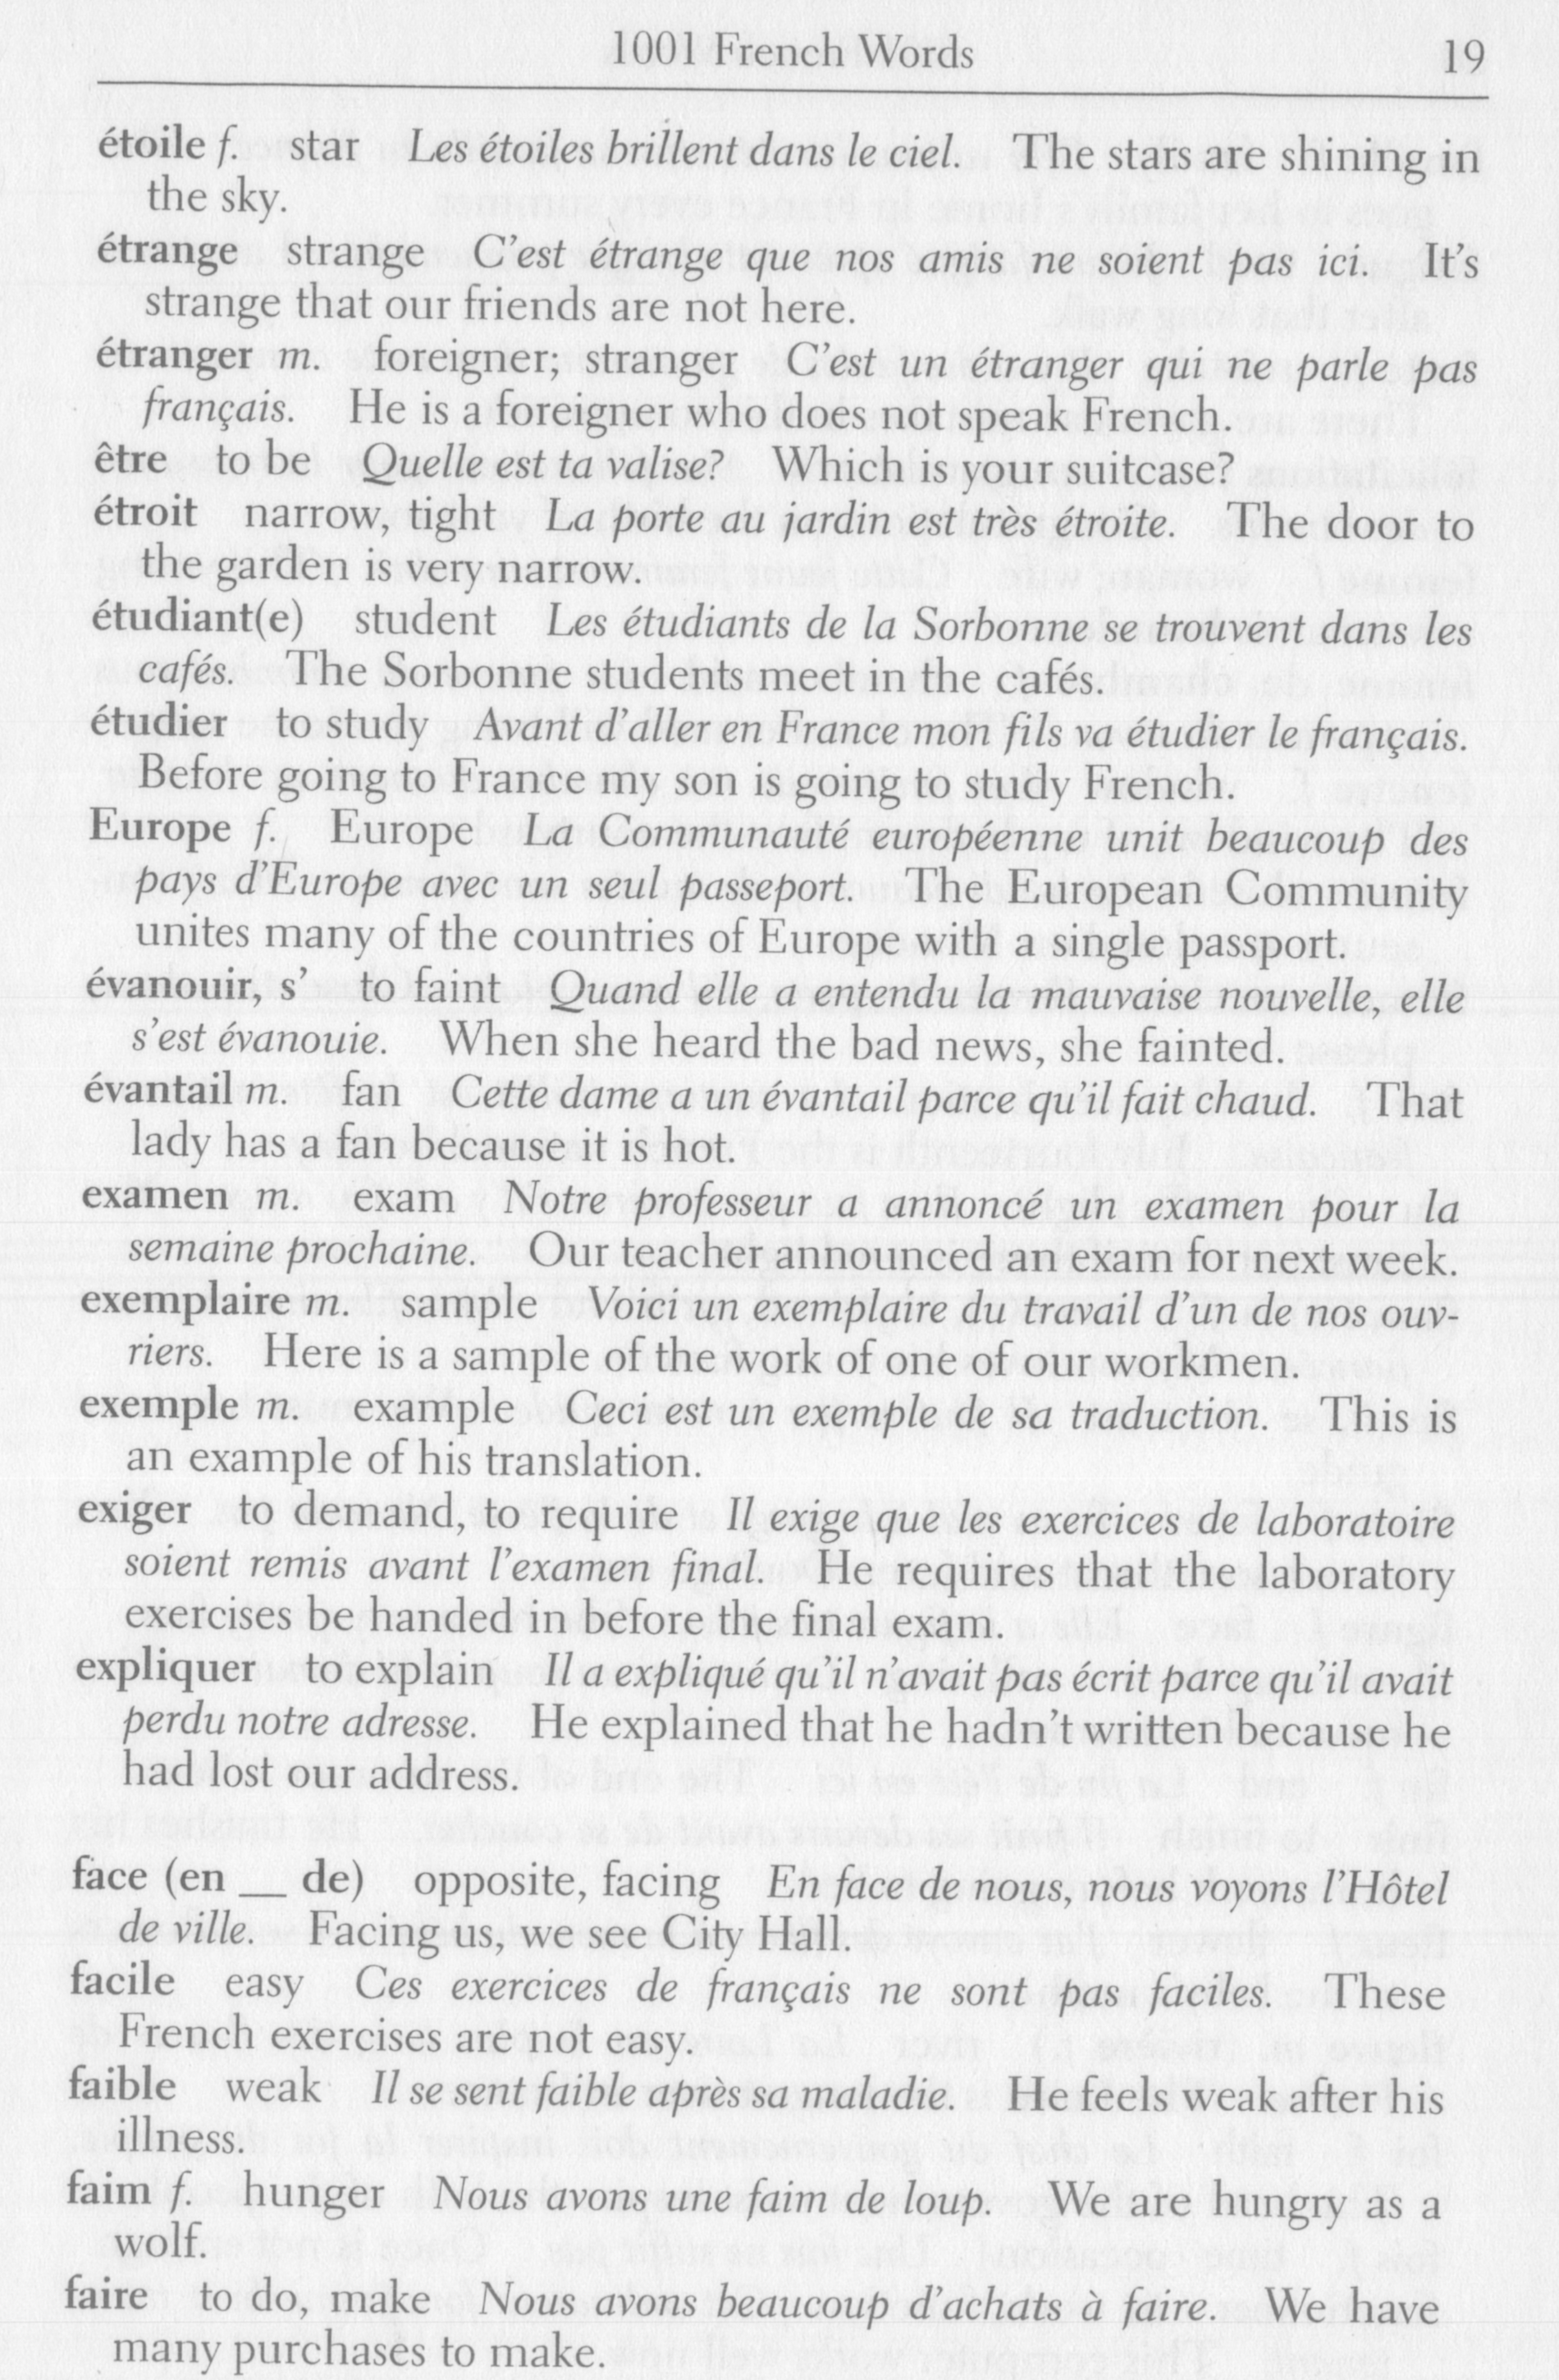 1001 French Words 19
étoile f. star Les étoiles brillent dans le ciel. The stars are shining in
the sky.
étrange strange C'est étrange que nos amis ne soient pas ici. It's
strange that our friends are not here.
étranger m. foreigner; stranger C'est un étranger qui ne parle pas
français. He is a foreigner who does not speak French.
être to be Quelle est ta valise? Which is your suitcase?
étroit narrow, tight La porte au jardin est très étroite. The door to
the garden is very narrow.
étudiant(e) student Les étudiants de la Sorbonne se trouvent dans les
cafés. The Sorbonne students meet in the cafés.
étudier to study Avant d'aller en France mon fils va étudier le français.
Before going to France my son is going to study French.
Europe f. Europe La Communauté européenne unit beaucoup des
pays d'Europe avec un seul passeport. The European Community
unites many of the countries of Europe with a single passport.
évanouir, s' to faint Quand elle a entendu la mauvaise nouvelle, elle
s'est évanouie. When she heard the bad news, she fainted.
évantail m. fan Cette dame a un évantail parce qu'il fait chaud. That
lady has a fan because it is hot.
examen m. exam Notre professeur a annoncé un examen pour la
semaine prochaine. Our teacher announced an exam for next week.
exemplaire m. sample Voici un exemplaire du travail d'un de nos ouv-
riers. Here is a sample of the work of one of our workmen.
exemple m. example Ceci est un exemple de sa traduction. This is
an example of his translation.
exiger to demand, to require Il exige que les exercices de laboratoire
soient remis avant l'examen final. He requires that the laboratory
exercises be handed in before the final exam.
expliquer to explain Il a expliqué qu'il n'avait pas écrit parce qu'il avait
perdu notre adresse. He explained that he hadn't written because he
had lost our address.
face (en __ de) opposite, facing En face de nous, nous voyons l'Hôtel
de ville. Facing us, we see City Hall.
facile easy Ces exercices de français ne sont pas faciles. These
French exercises are not easy.
faible weak Il se sent faible après sa maladie. He feels weak after his
illness.
faim f. hunger Nous avons une faim de loup. We are hungry as a
wolf.
faire to do, make Nous avons beaucoup d'achats à faire. We have
many purchases to make.